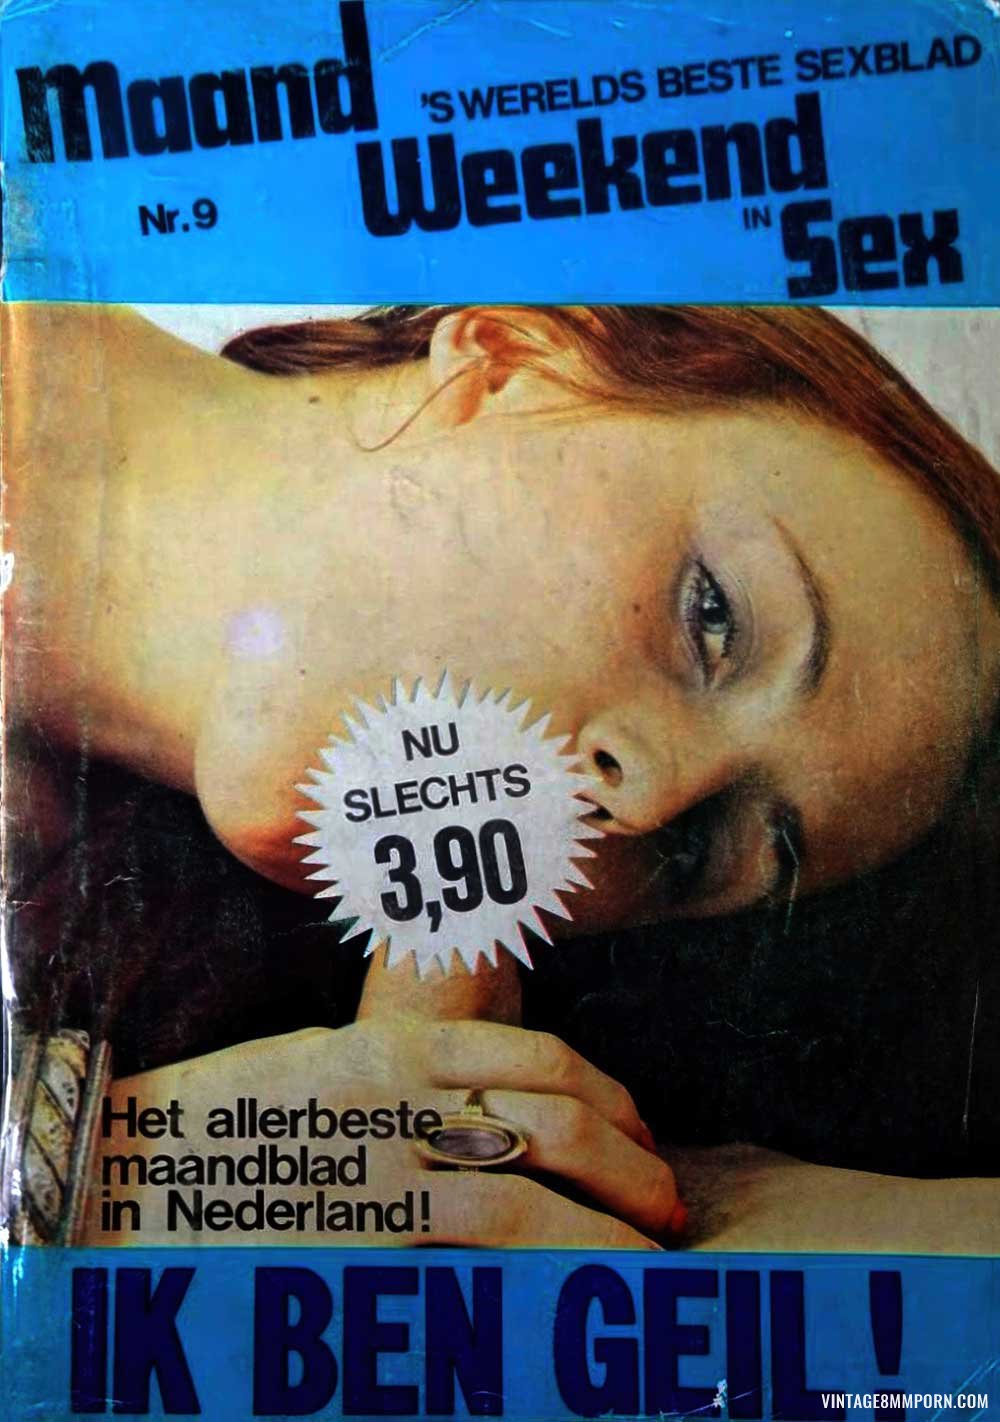 Maand
'S WERELDS BESTE SEXBLAD
Weekend
Nr.9
IN Sex
NU
SLECHTS
3,90
Het allerbeste
maandblad
in Nederland!
IK BEN GEIL!
VINTAGE8MMPORN.COM